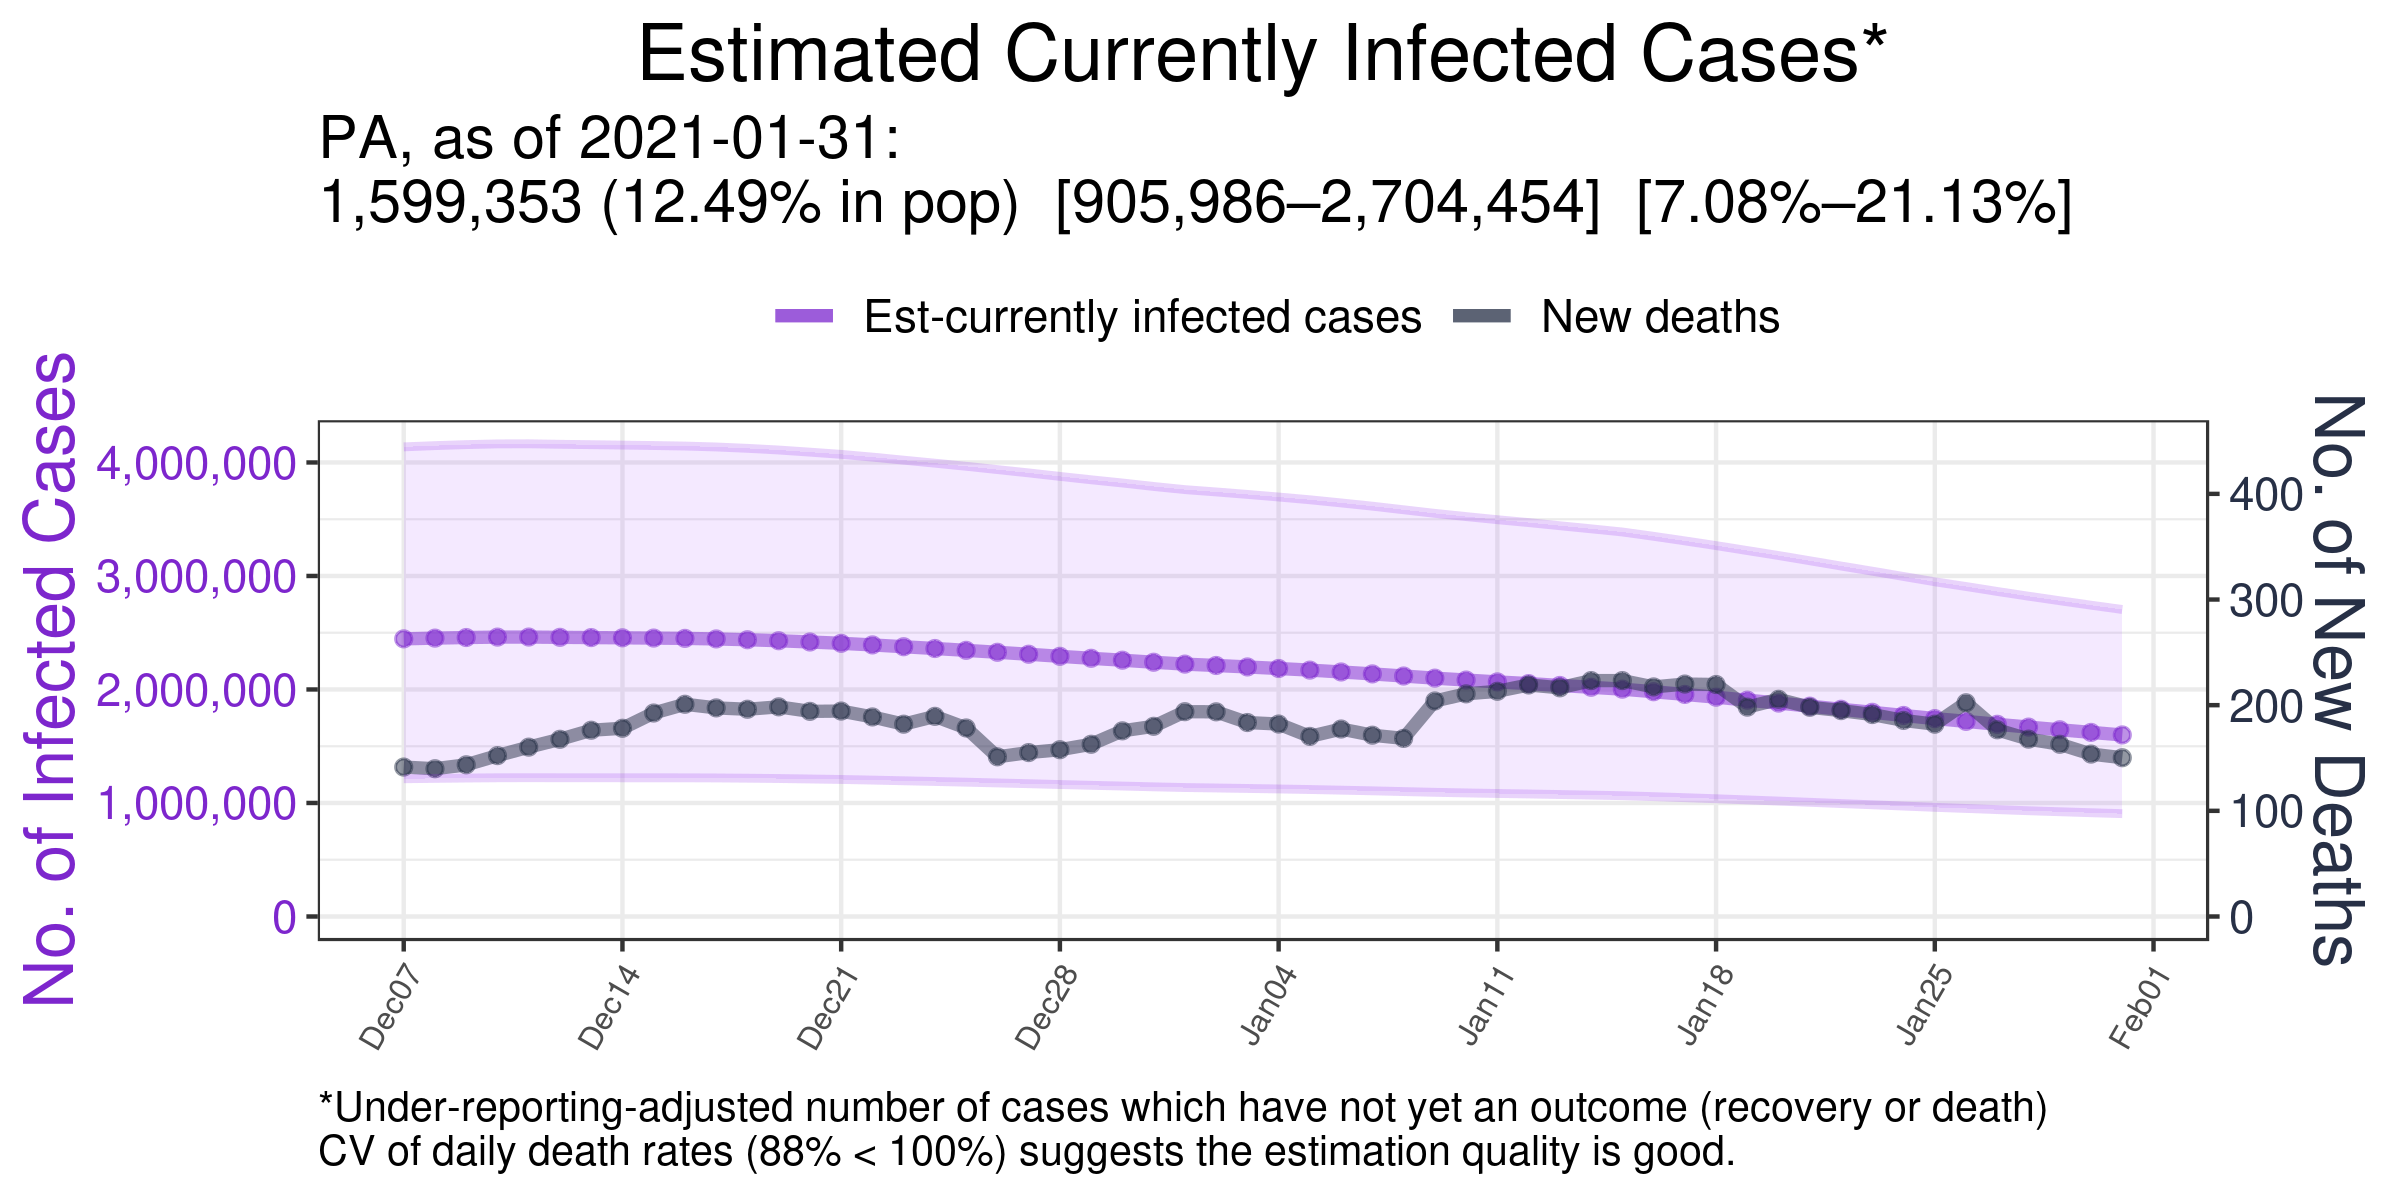 Estimated Currently Infected Cases*
PA, as of 2021-01-31:
1,599,353 (12.49% in pop)  [905,986–2,704,454]  [7.08%–21.13%]
Est-currently infected cases
New deaths
No. of Infected Cases
4,000,000
3,000,000
2,000,000
1,000,000
0
No. of New Deaths
400
300
200
100
0
Dec07
Dec14
Dec21
Dec28
Jan04
Jan11
Jan18
Jan25
Feb01
*Under-reporting-adjusted number of cases which have not yet an outcome (recovery or death)
CV of daily death rates (88% < 100%) suggests the estimation quality is good.